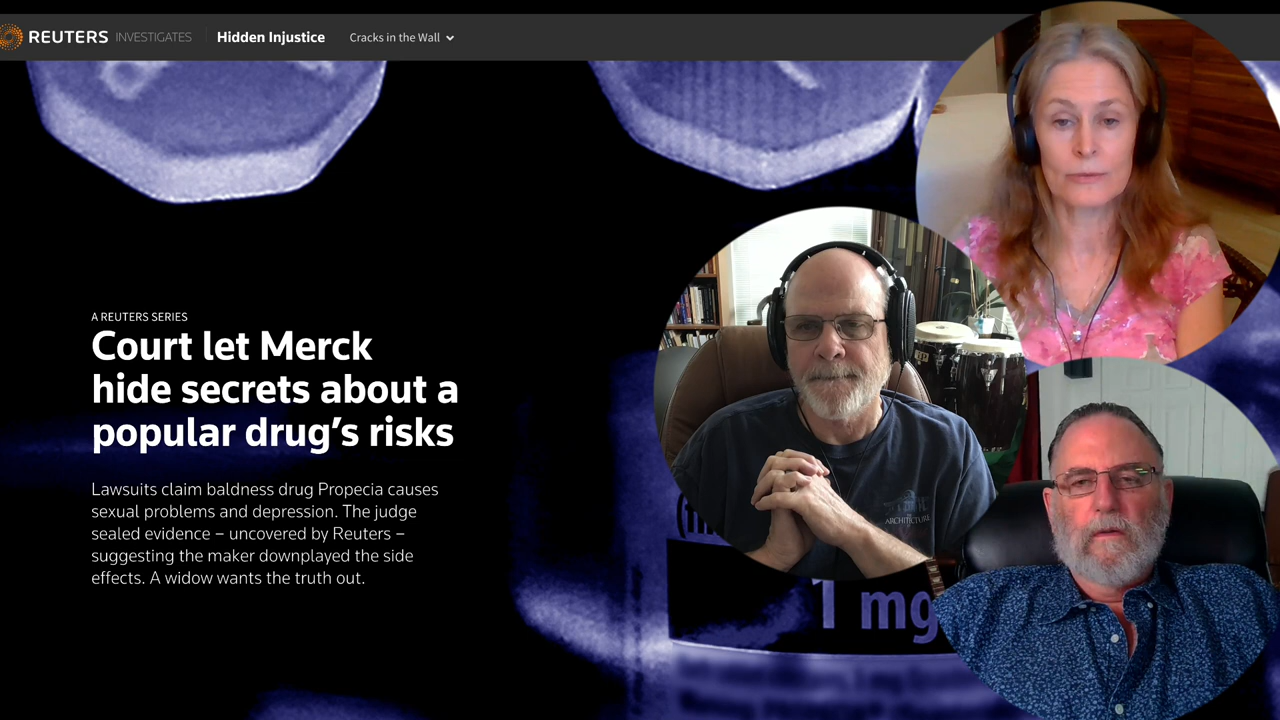 REUTERS INVESTIGATES Hidden Injustice Cracks in the Wall
A REUTERS SERIES
Court let Merck
hide secrets about a
popular drug's risks
Lawsuits claim baldness drug Propecia causes
sexual problems and depression. The judge
sealed evidence – uncovered by Reuters –
suggesting the maker downplayed the side
effects. A widow wants the truth out.
ARCHITECTURE
1 mg